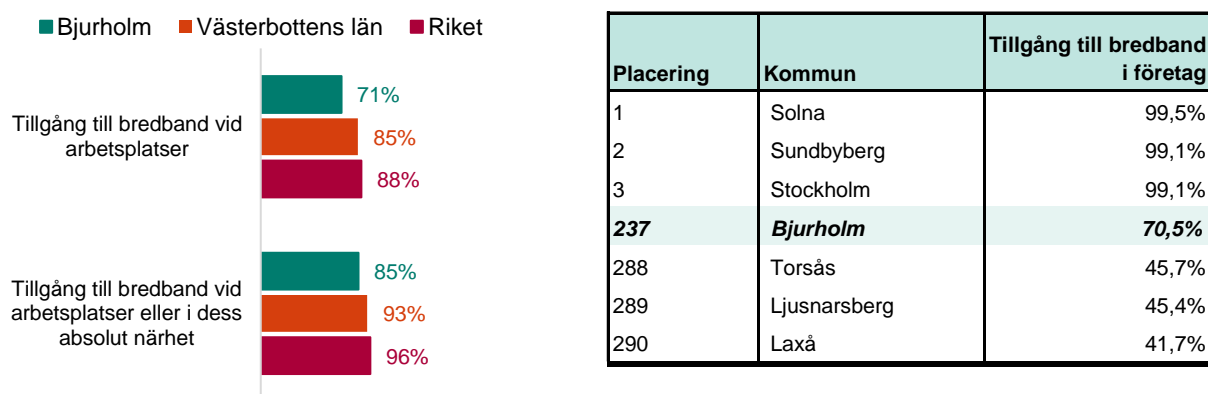 Bjurholm Västerbottens län Riket
Tillgång till bredband vid
arbetsplatser
71%
85%
88%
Tillgång till bredband vid
arbetsplatser eller i dess
absolut närhet
85%
93%
96%
Placering Kommun Tillgång till bredband
i företag
1 Solna 99,5%
2 Sundbyberg 99,1%
3 Stockholm 99,1%
237 Bjurholm 70,5%
288 Torsås 45,7%
289 Ljusnarsberg 45,4%
290 Laxå 41,7%